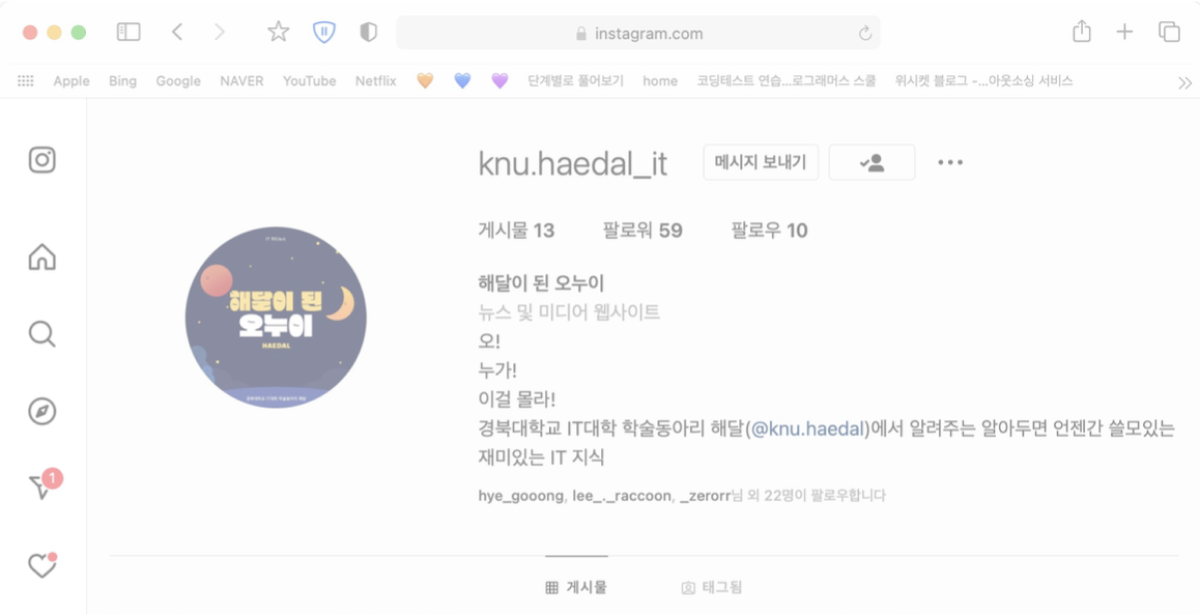 instagram.com
Apple Bing Google NAVER YouTube Netflix 단계별로 풀어보기 home 코딩테스트 연습...로그래머스 스쿨 위시켓 블로그 -...아웃소싱 서비스
knu.haedal_it 메시지 보내기
게시물 13 팔로워 59 팔로우 10
해달이 된 오누이
뉴스 및 미디어 웹사이트
오!
누가!
이걸 몰라!
경북대학교 IT대학 학술동아리 해달(@knu.haedal)에서 알려주는 알아두면 언젠간 쓸모있는
재미있는 IT 지식
hye_gooong, lee_._raccoon, _zerorr님 외 22명이 팔로우합니다
해달이 된
오누이
HAEDAL
1
게시물 태그됨